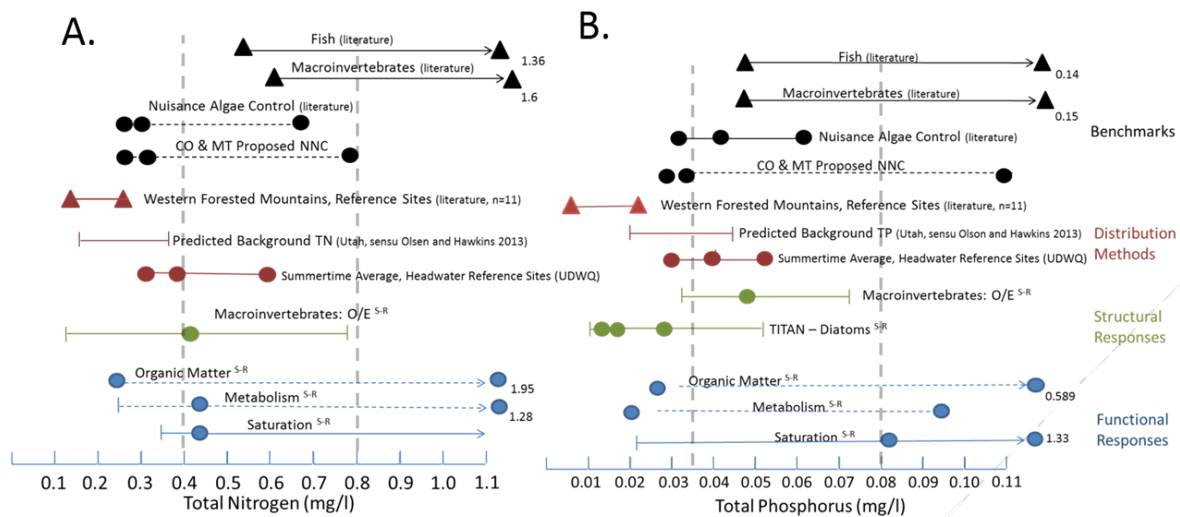 A.
Fish (literature)
1.36
Macroinvertebrates (literature)
1.6
Nuisance Algae Control (literature)
CO & MT Proposed NNC
Western Forested Mountains, Reference Sites (literature, n=11)
Predicted Background TN (Utah, sensu Olsen and Hawkins 2013)
Summertime Average, Headwater Reference Sites (UDWQ)
Macroinvertebrates: O/E S-R
Organic Matter S-R
1.95
Metabolism S-R
1.28
Saturation S-R
0.1 0.2 0.3 0.4 0.5 0.6 0.7 0.8 0.9 1.0 1.1
Total Nitrogen (mg/l)
B.
Fish (literature)
0.14
Macroinvertebrates (literature)
0.15
Benchmarks
Nuisance Algae Control (literature)
CO & MT Proposed NNC
Western Forested Mountains, Reference Sites (literature, n=11)
Predicted Background TP (Utah, sensu Olson and Hawkins 2013)
Distribution
Methods
Summertime Average, Headwater Reference Sites (UDWQ)
Macroinvertebrates: O/E S-R
Structural
Responses
TITAN – Diatoms S-R
Organic Matter S-R
0.589
Metabolism S-R
Functional
Responses
Saturation S-R
1.33
0.01 0.02 0.03 0.04 0.05 0.06 0.07 0.08 0.09 0.10 0.11
Total Phosphorus (mg/l)